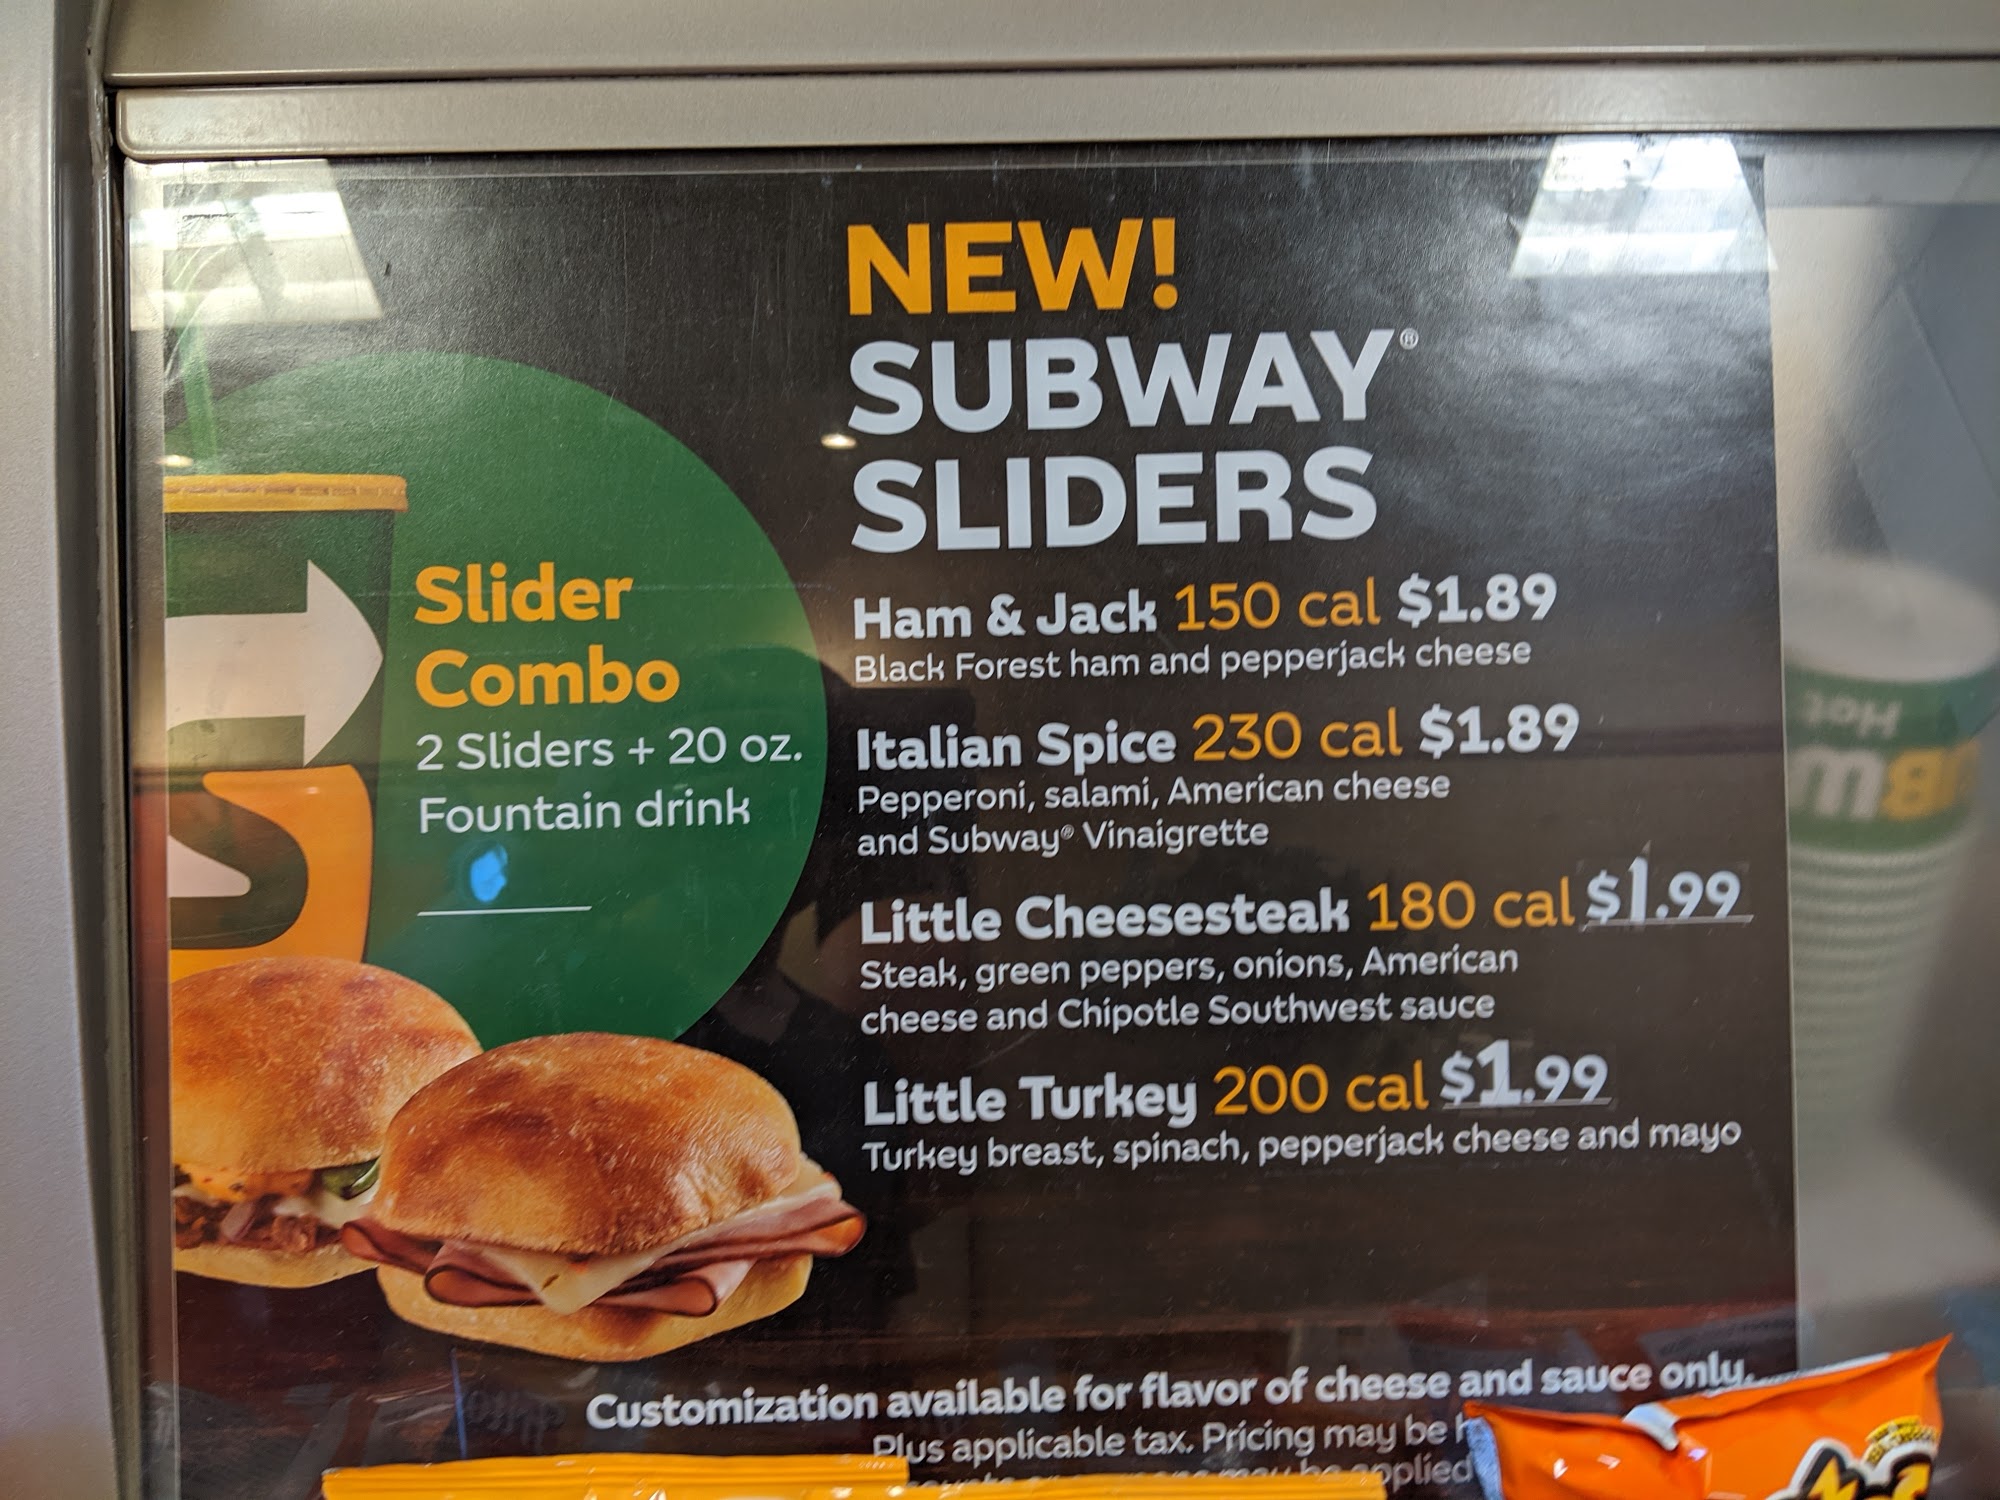 NEW!
SUBWAY®
SLIDERS
Slider
Combo
2 Sliders + 20 oz.
Fountain drink
Ham & Jack 150 cal $1.89
Black Forest ham and pepperjack cheese
Italian Spice 230 cal $1.89
Pepperoni, salami, American cheese
and Subway® Vinaigrette
Little Cheesesteak 180 cal $1.99
Steak, green peppers, onions, American
cheese and Chipotle Southwest sauce
Little Turkey 200 cal $1.99
Turkey breast, spinach, pepperjack cheese and mayo
Customization available for flavor of cheese and sauce only.
Plus applicable tax. Pricing may be
may be applied
Hot